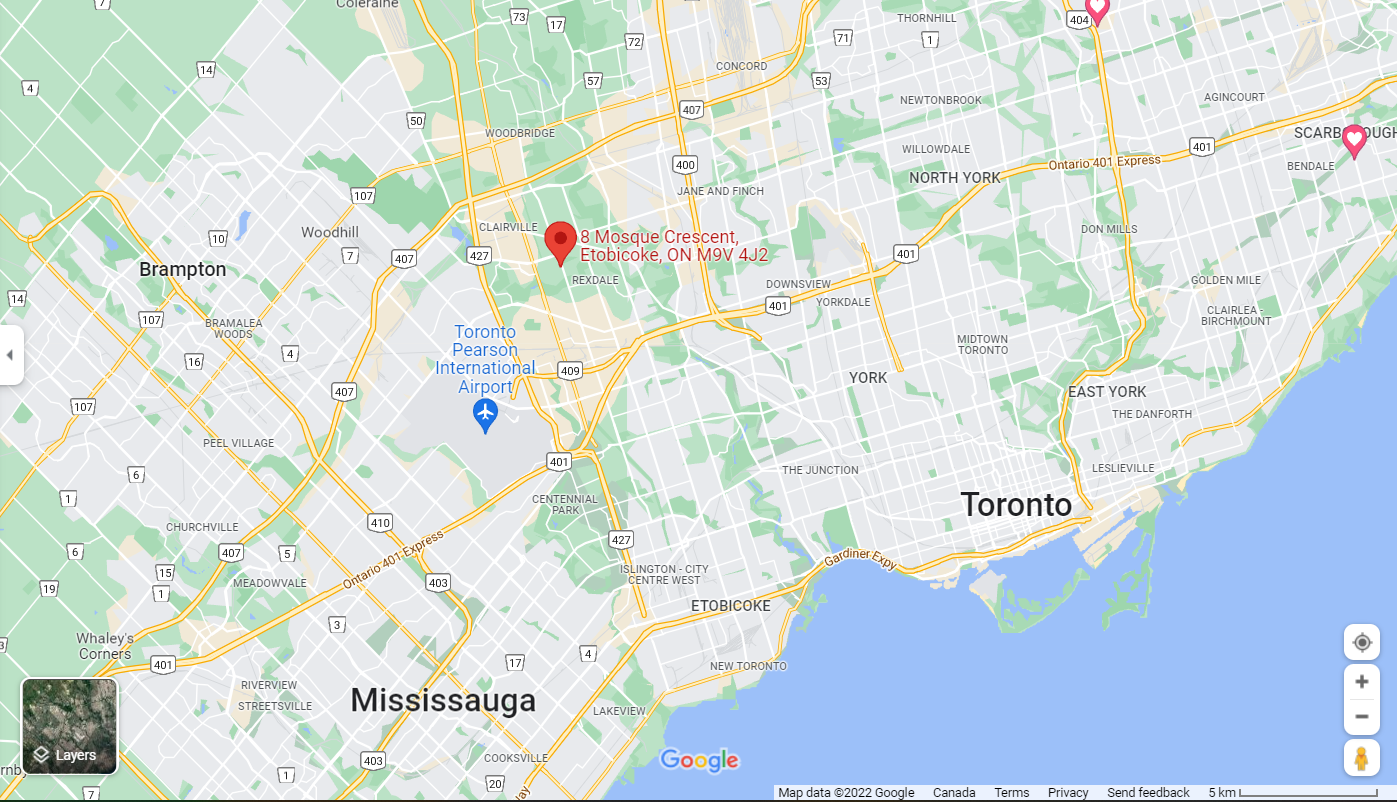 Coleraine
7
73
17
72
THORNHILL
71
1
404
14
4
57
CONCORD
53
NEWTONBROOK
AGINCOURT
50
407
WOODBRIDGE
WILLOWDALE
401
SCARBOROUGH
Ontario 401 Express
BENDALE
400
NORTH YORK
JANE AND FINCH
107
CLAIRVILLE
Woodhill
10
7
427
407
8 Mosque Crescent,
Etobicoke, ON M9V 4J2
DON MILLS
401
Brampton
REXDALE
DOWNSVIEW
GOLDEN MILE
14
401
YORKDALE
CLAIRLEA -
BIRCHMOUNT
107
BRAMALEA
WOODS
Toronto
Pearson
International
Airport
MIDTOWN
TORONTO
4
16
409
YORK
407
EAST YORK
107
THE DANFORTH
PEEL VILLAGE
401
THE JUNCTION
LESLIEVILLE
6
1
CENTENNIAL
PARK
Toronto
410
CHURCHVILLE
427
6
407
5
Ontario 401 Express
Gardiner Expy
15
MEADOWVALE
403
ISLINGTON - CITY
CENTRE WEST
19
1
ETOBICOKE
3
Whaley's
Corners
401
17
4
NEW TORONTO
RIVERVIEW
STREETSVILLE
Mississauga
LAKEVIEW
Layers
403
COOKSVILLE
Google
1
20
7
Map data ©2022 Google
Canada
Terms
Privacy
Send feedback
5 km